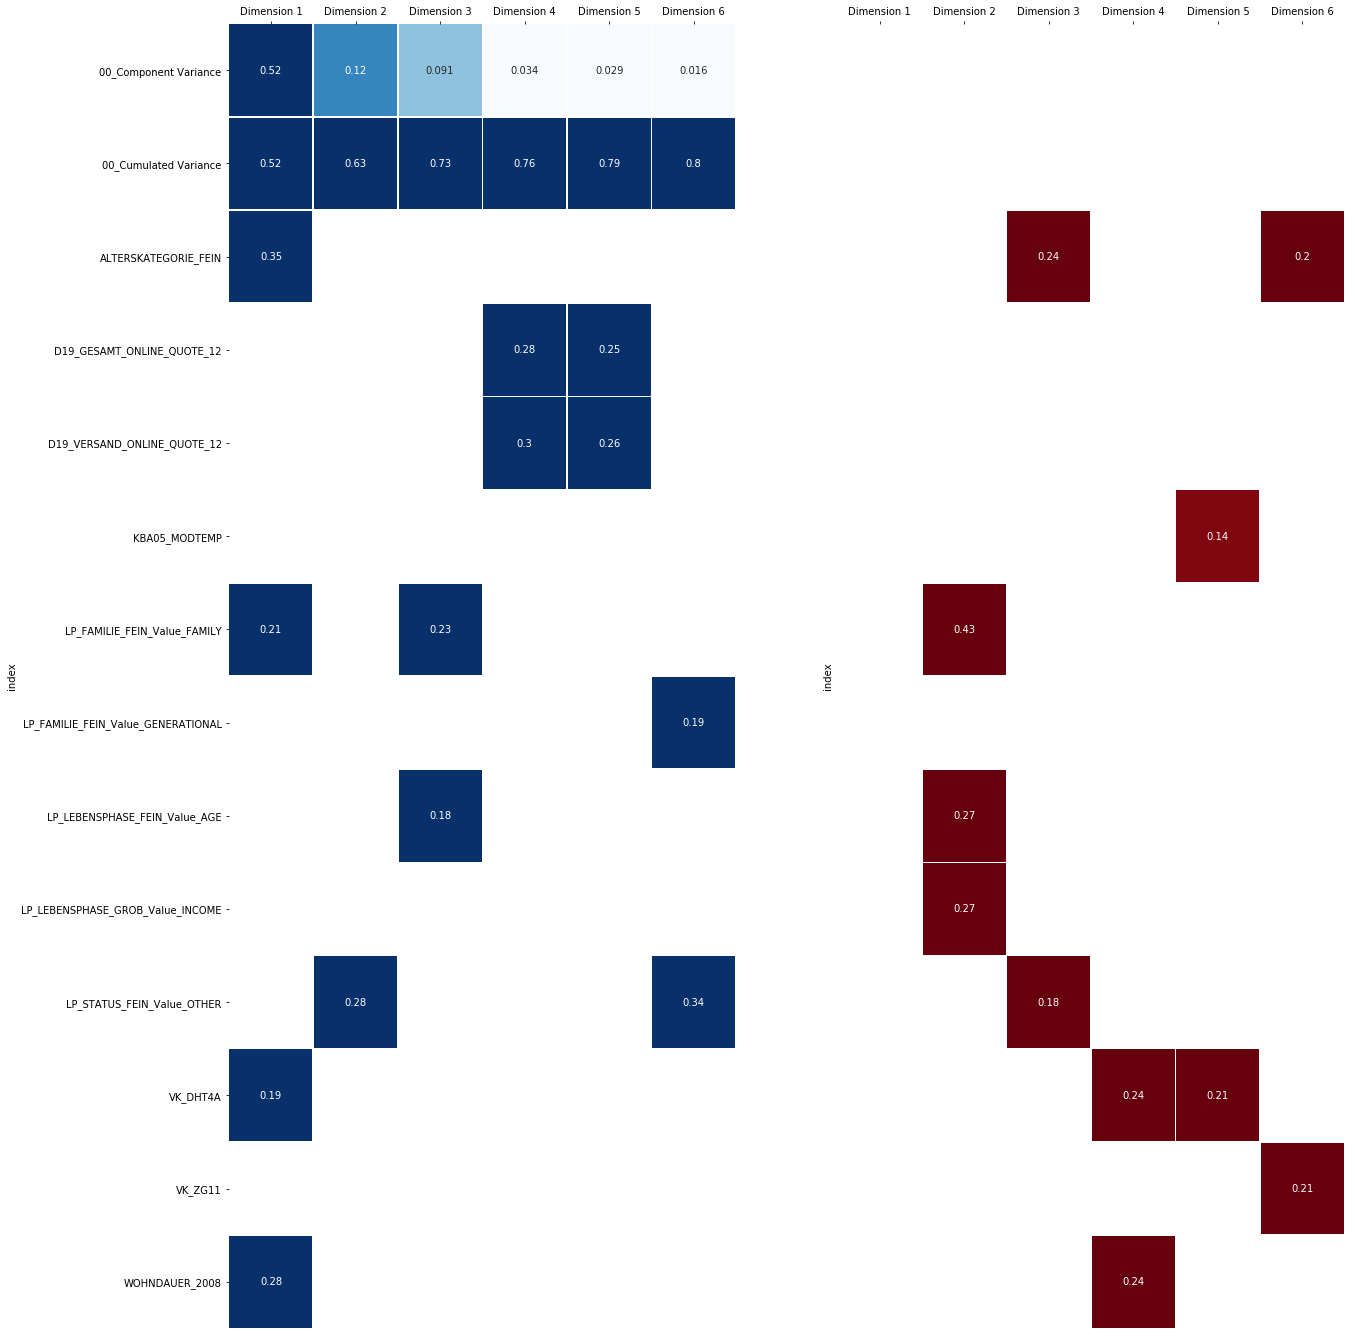 Dimension 1 Dimension 2 Dimension 3 Dimension 4 Dimension 5 Dimension 6 Dimension 1 Dimension 2 Dimension 3 Dimension 4 Dimension 5 Dimension 6
00_Component Variance 0.52 0.12 0.091 0.034 0.029 0.016
00_Cumulated Variance 0.52 0.63 0.73 0.76 0.79 0.8
ALTERSKATEGORIE_FEIN 0.35 0.24 0.2
D19_GESAMT_ONLINE_QUOTE_12 0.28 0.25
D19_VERSAND_ONLINE_QUOTE_12 0.3 0.26
KBA05_MODTEMP 0.14
LP_FAMILIE_FEIN_Value_FAMILY 0.21 0.23 0.43
index index
LP_FAMILIE_FEIN_Value_GENERATIONAL 0.19
LP_LEBENSPHASE_FEIN_Value_AGE 0.18 0.27
LP_LEBENSPHASE_GROB_Value_INCOME 0.27
LP_STATUS_FEIN_Value_OTHER 0.28 0.34 0.18
VK_DHT4A 0.19 0.24 0.21
VK_ZG11 0.21
WOHNDAUER_2008 0.28 0.24